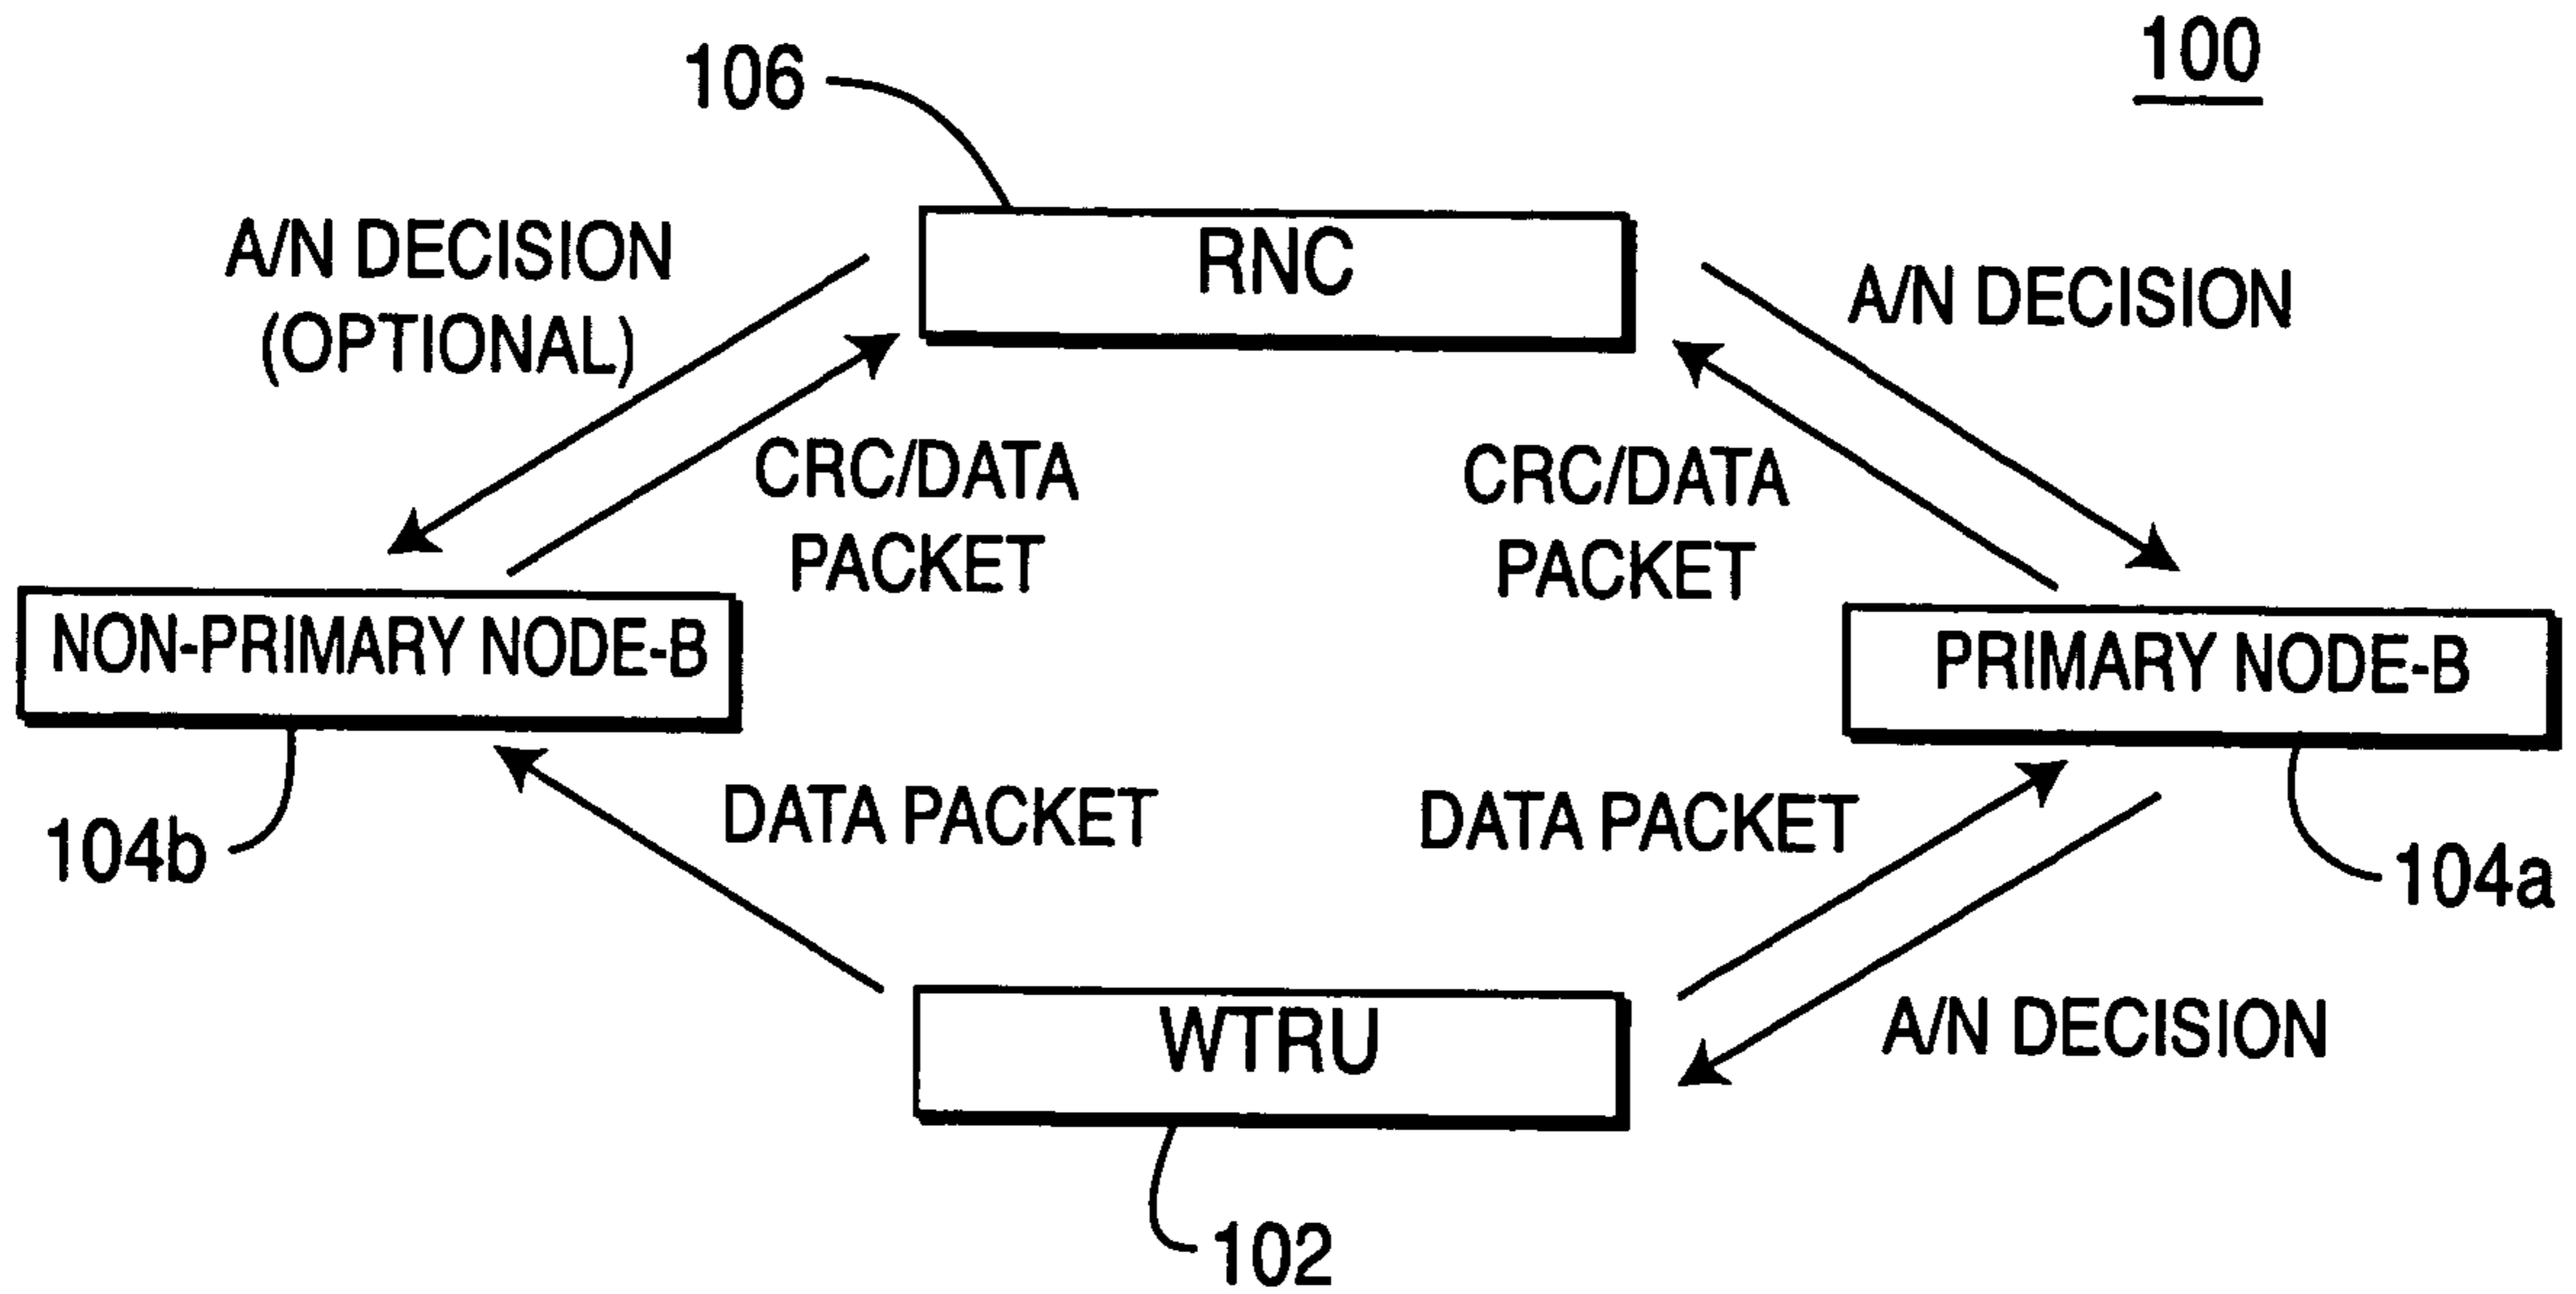 100
106
RNC
A/N DECISION
(OPTIONAL)
A/N DECISION
CRC/DATA
PACKET
CRC/DATA
PACKET
NON-PRIMARY NODE-B
PRIMARY NODE-B
104b
DATA PACKET
DATA PACKET
104a
WTRU
A/N DECISION
102